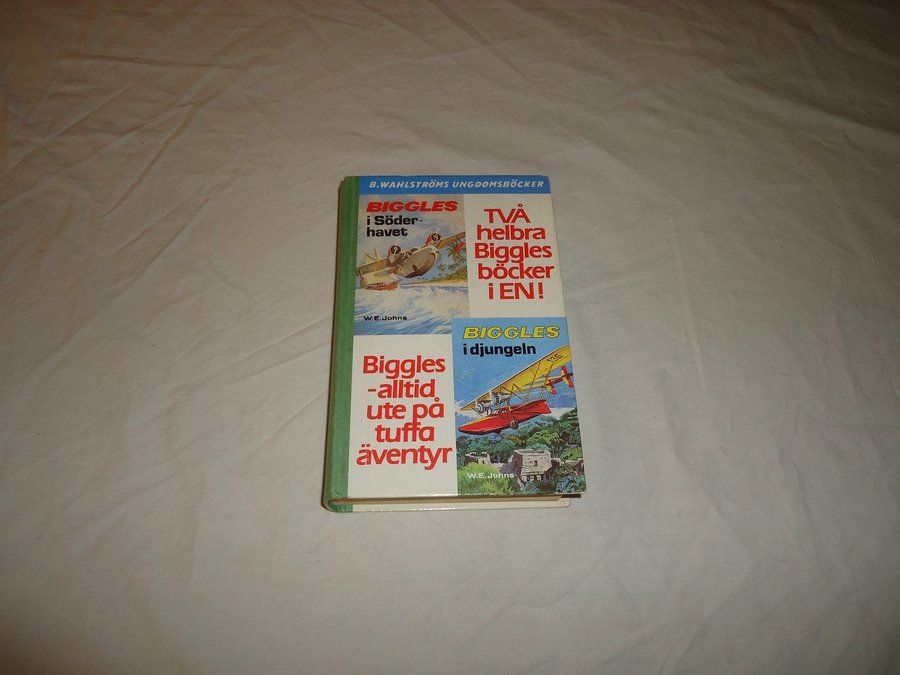 B.WAHLSTRÖMS UNGDOMSBÖCKER
BIGGLES
i Söder-
havet
W.E. Johns
TVÅ
helbra
Biggles
böcker
i EN!
Biggles
-alltid
ute på
tuffa
äventyr
BIGGLES
i djungeln
136
W.E. Johns